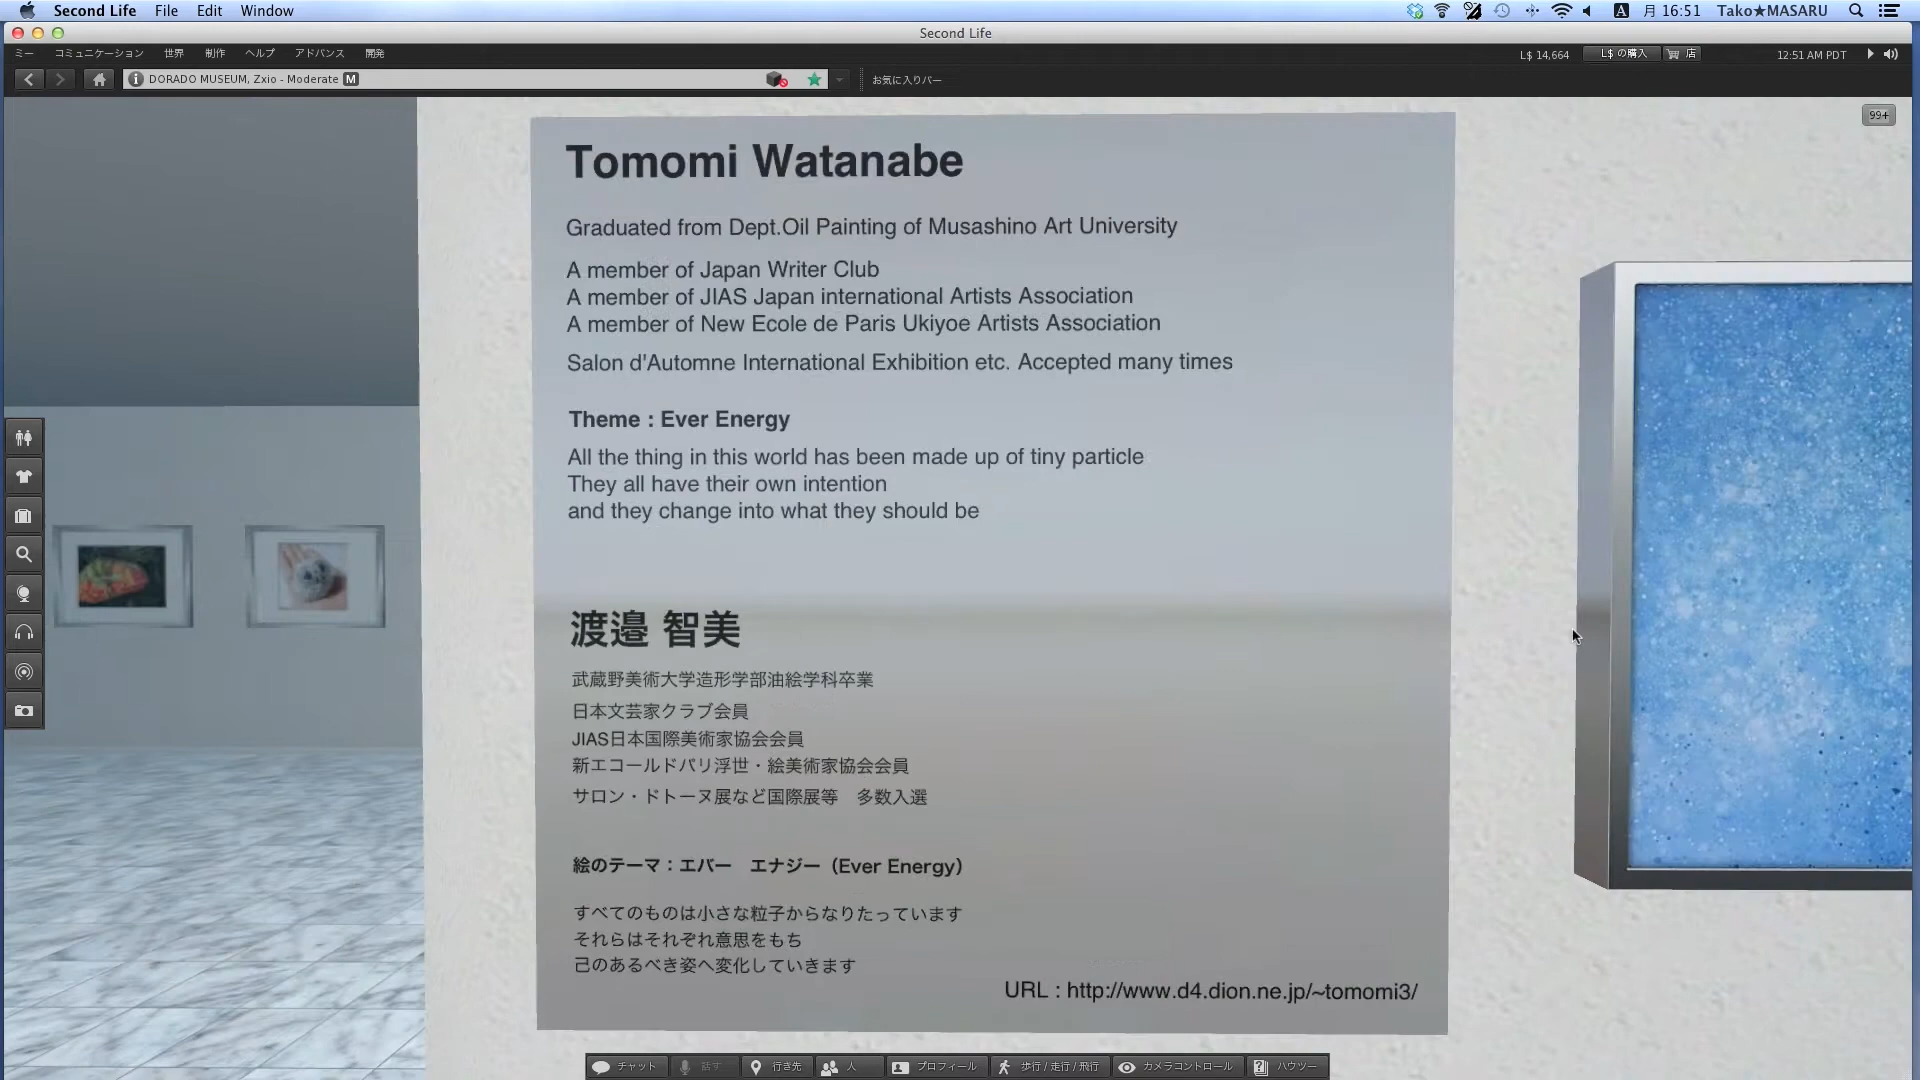 Second Life File Edit Window
A 月 16:51 Tako★MASARU
Second Life
ミー コミュニケーション 世界 制作 ヘルプ アドバンス 開発
L$ 14,664 L$ の購入 店 12:51 AM PDT
DORADO MUSEUM, Zxio - Moderate M お気に入りバー
99+
Tomomi Watanabe
Graduated from Dept.Oil Painting of Musashino Art University
A member of Japan Writer Club
A member of JIAS Japan international Artists Association
A member of New Ecole de Paris Ukiyoe Artists Association
Salon d'Automne International Exhibition etc. Accepted many times
Theme : Ever Energy
All the thing in this world has been made up of tiny particle
They all have their own intention
and they change into what they should be
渡邉 智美
武蔵野美術大学造形学部油絵学科卒業
日本文芸家クラブ会員
JIAS日本国際美術家協会会員
新エコールドパリ浮世・絵美術家協会会員
サロン・ドトーヌ展など国際展等　多数入選
絵のテーマ：エバー　エナジー（Ever Energy）
すべてのものは小さな粒子からなりたっています
それらはそれぞれ意思をもち
己のあるべき姿へ変化していきます
URL : http://www.d4.dion.ne.jp/~tomomi3/
チャット 話す 行き先 人 プロフィール 歩行 / 走行 / 飛行 カメラコントロール ハウツー